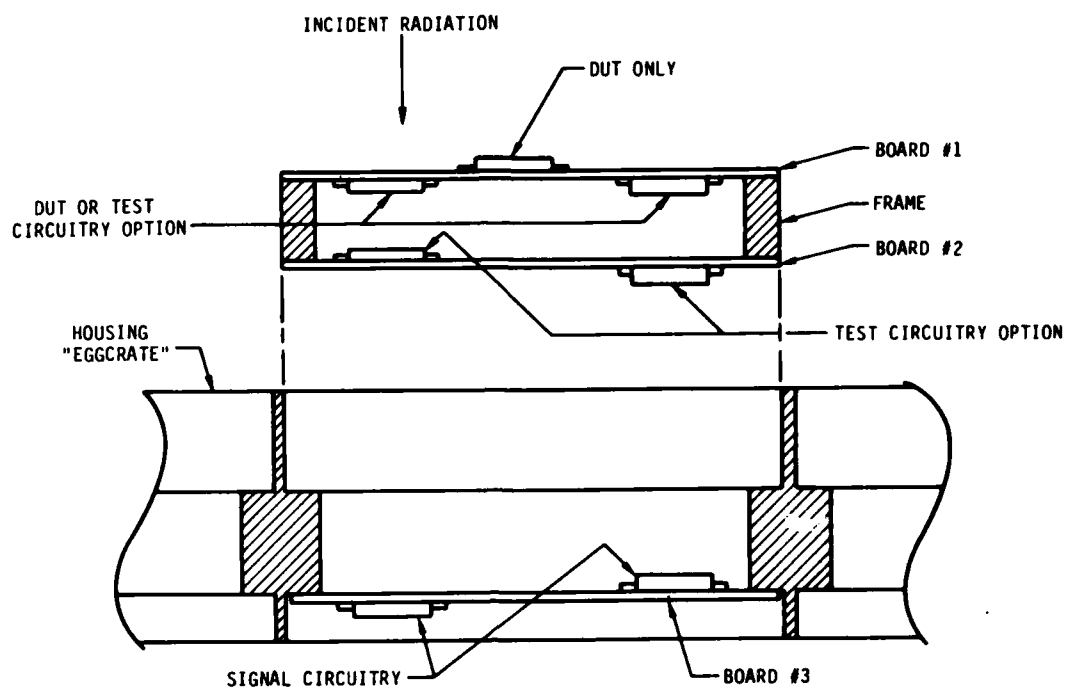 INCIDENT RADIATION
DUT ONLY
BOARD #1
FRAME
DUT OR TEST
CIRCUITRY OPTION
BOARD #2
TEST CIRCUITRY OPTION
HOUSING
"EGGCRATE"
SIGNAL CIRCUITRY
BOARD #3